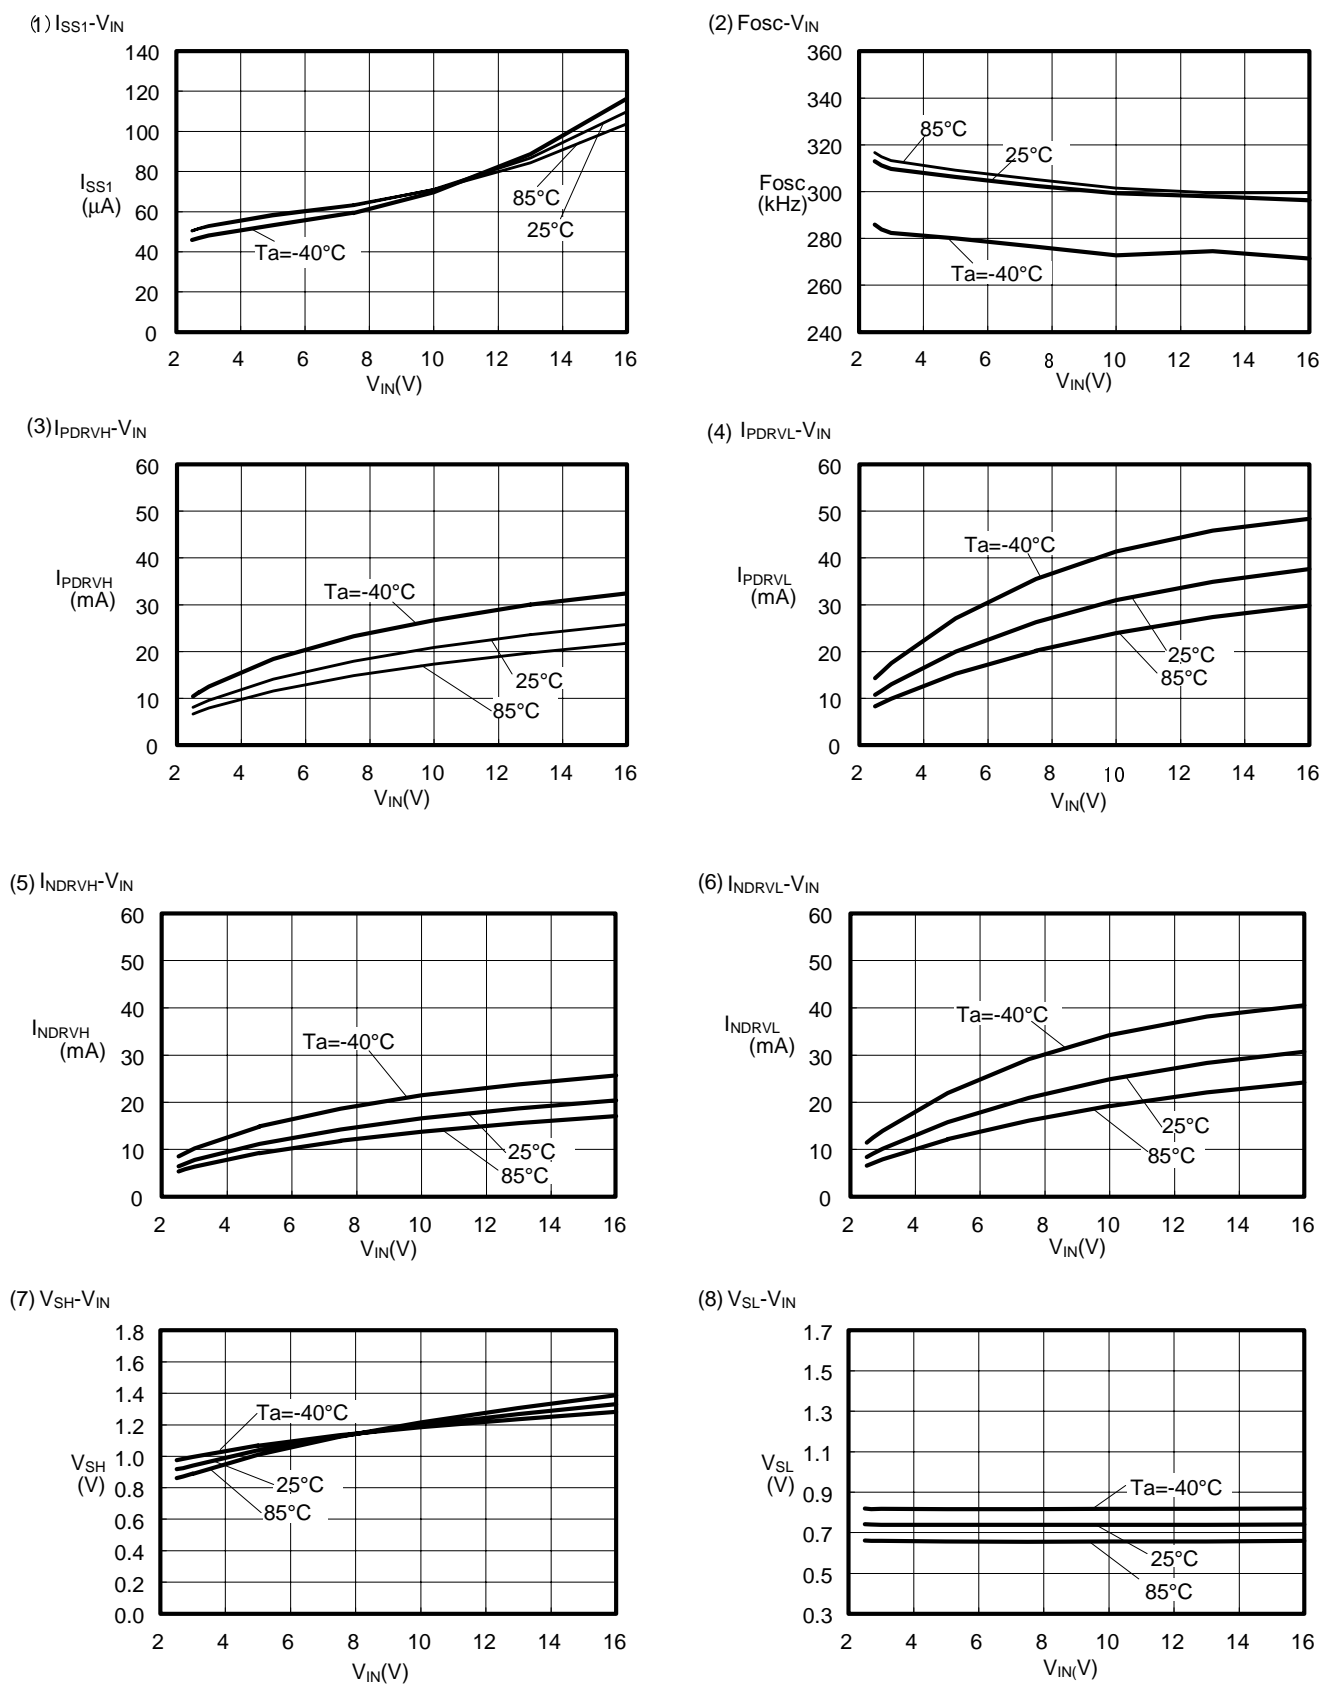 (1) ISS1-VIN
140
120
100
80
60
40
20
0
ISS1
(μA)
85°C
25°C
Ta=-40°C
2 4 6 8 10 12 14 16
VIN(V)
(2) Fosc-VIN
360
340
320
300
280
260
240
Fosc
(kHz)
85°C
25°C
Ta=-40°C
2 4 6 8 10 12 14 16
VIN(V)
(3) IPDRVH-VIN
60
50
40
30
20
10
0
IPDRVH
(mA)
Ta=-40°C
25°C
85°C
2 4 6 8 10 12 14 16
VIN(V)
(4) IPDRVL-VIN
60
50
40
30
20
10
0
IPDRVL
(mA)
Ta=-40°C
25°C
85°C
2 4 6 8 10 12 14 16
VIN(V)
(5) INDRVH-VIN
60
50
40
30
20
10
0
INDRVH
(mA)
Ta=-40°C
25°C
85°C
2 4 6 8 10 12 14 16
VIN(V)
(6) INDRVL-VIN
60
50
40
30
20
10
0
INDRVL
(mA)
Ta=-40°C
25°C
85°C
2 4 6 8 10 12 14 16
VIN(V)
(7) VSH-VIN
1.8
1.6
1.4
1.2
1.0
0.8
0.6
0.4
0.2
0.0
VSH
(V)
Ta=-40°C
25°C
85°C
2 4 6 8 10 12 14 16
VIN(V)
(8) VSL-VIN
1.7
1.5
1.3
1.1
0.9
0.7
0.5
0.3
VSL
(V)
Ta=-40°C
25°C
85°C
2 4 6 8 10 12 14 16
VIN(V)